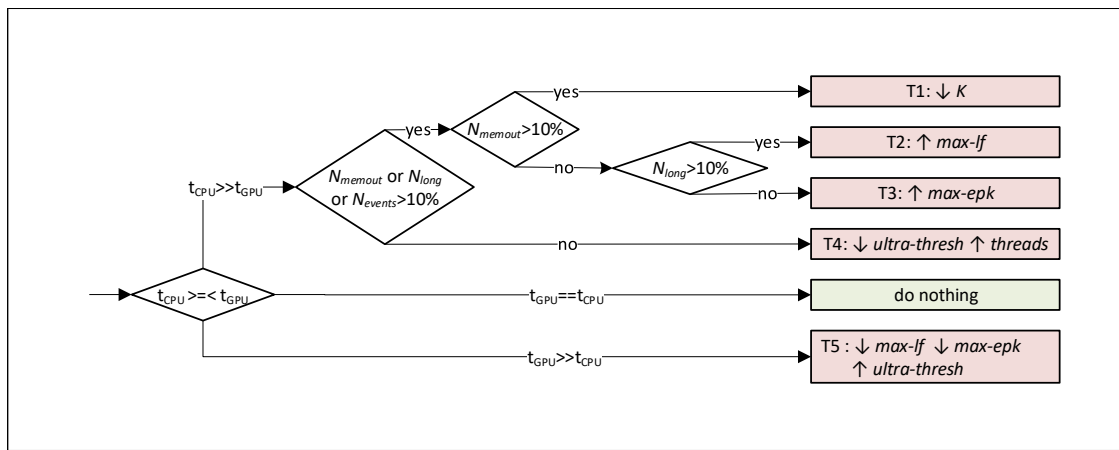 yes
T1: ↓ K
yes
N_memout>10%
yes
T2: ↑ max-lf
N_memout or N_long
or N_events>10%
no
N_long>10%
t_CPU>>t_GPU
no
T3: ↑ max-epk
no
T4: ↓ ultra-thresh ↑ threads
t_CPU >=< t_GPU
t_GPU==t_CPU
do nothing
t_GPU>>t_CPU
T5 : ↓ max-lf ↓ max-epk
↑ ultra-thresh